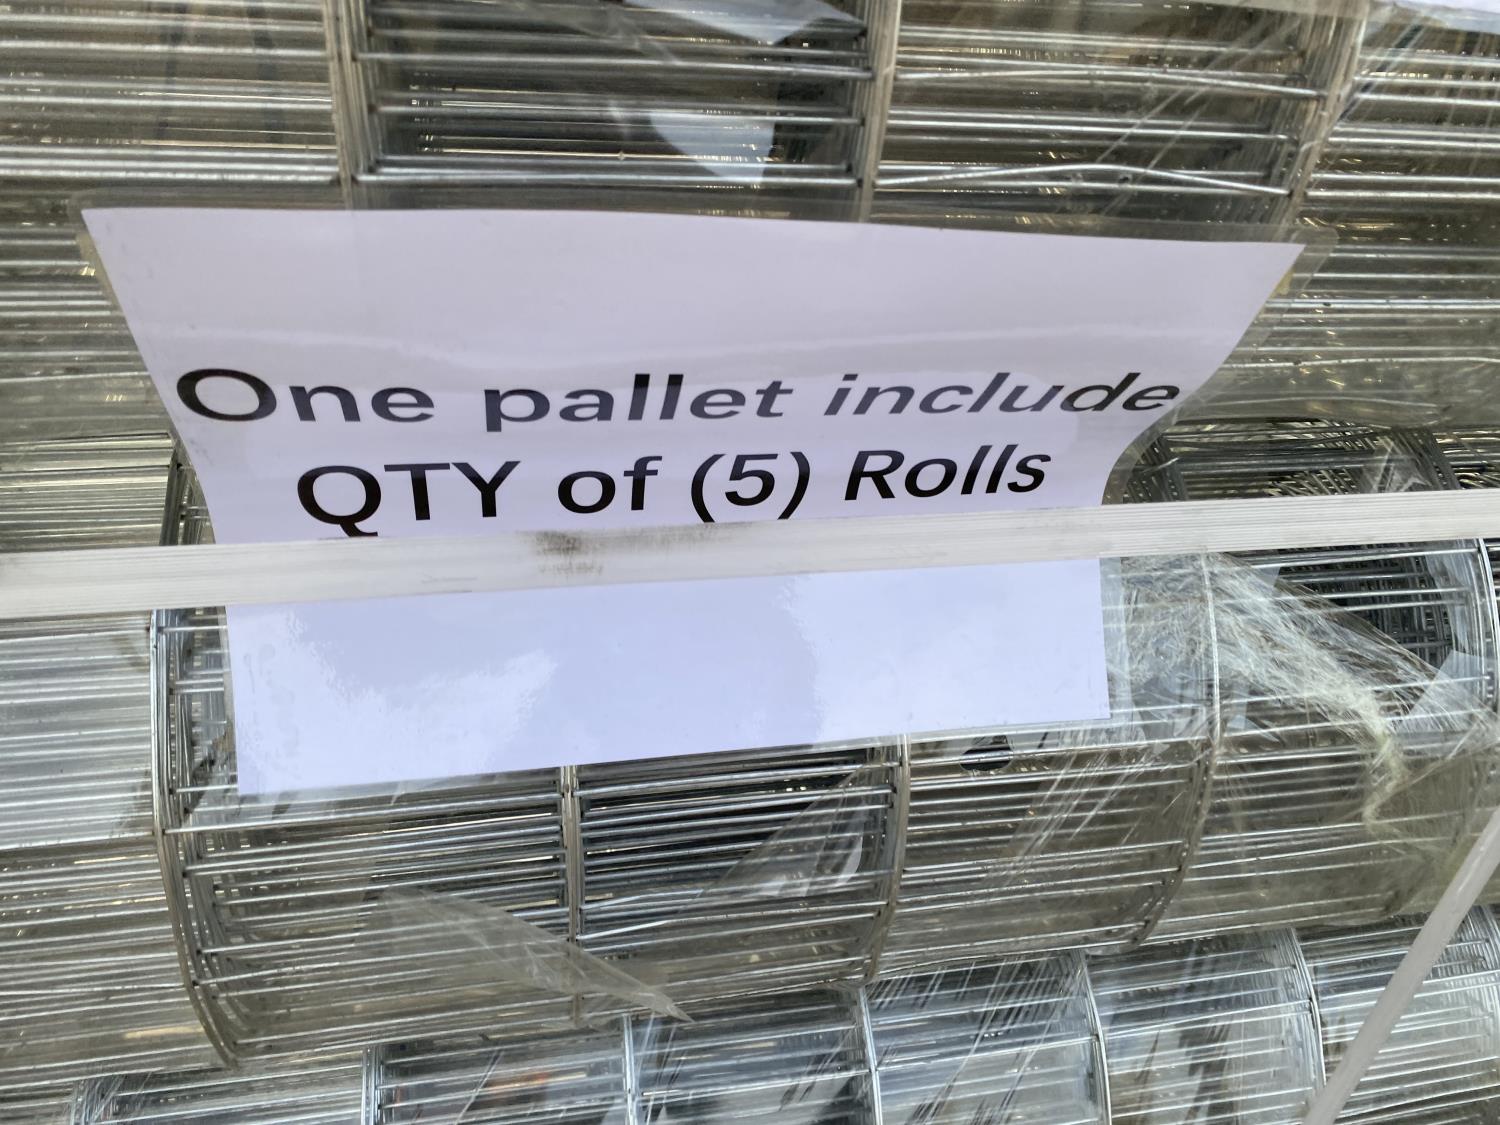 One pallet include
QTY of (5) Rolls